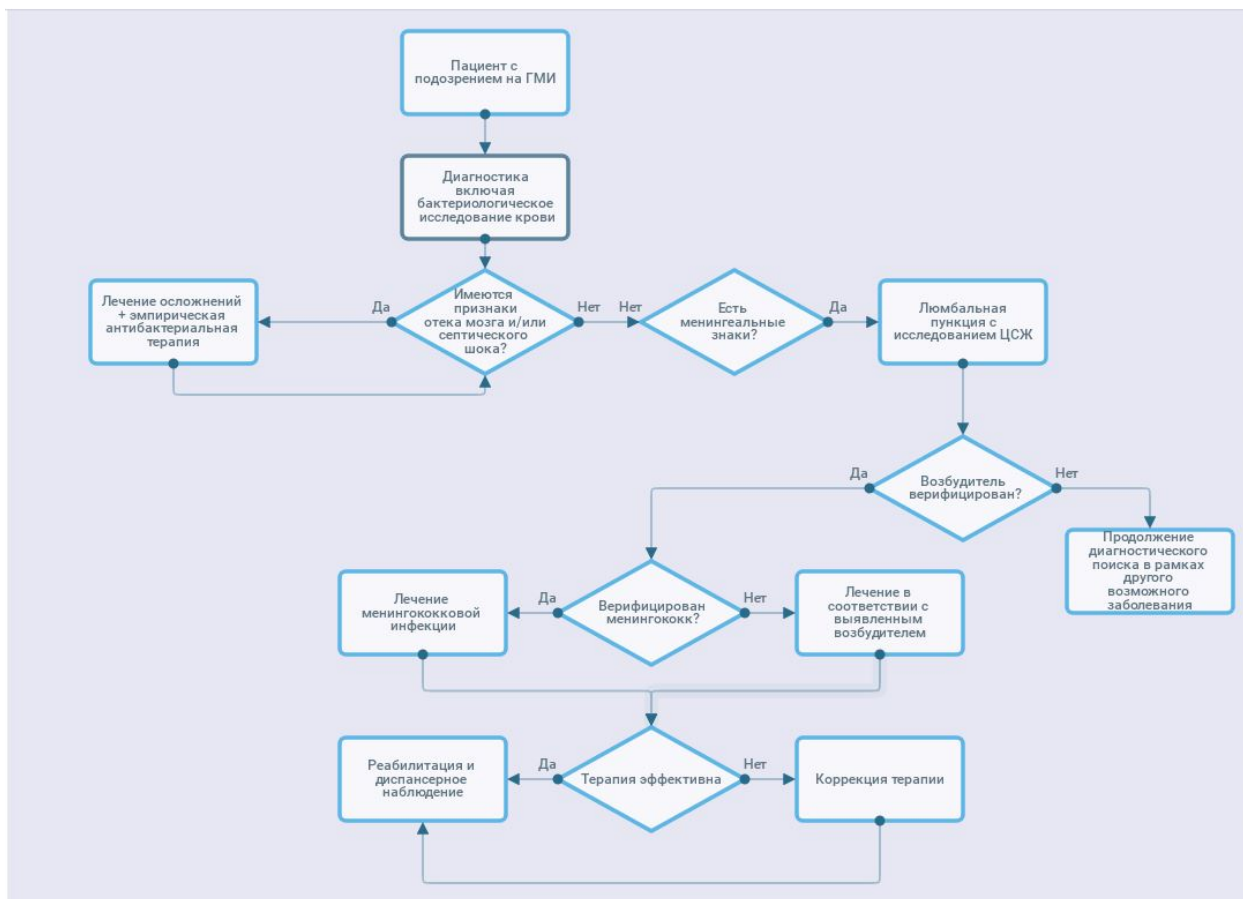 Пациент с
подозрением на ГМИ
Диагностика
включая
бактериологическое
исследование крови
Лечение осложнений
+ эмпирическая
антибактериальная
терапия
Да
Имеются
признаки
отека мозга и/или
септического
шока?
Нет
Нет
Есть
менингеальные
знаки?
Да
Люмбальная
пункция с
исследованием ЦСЖ
Да
Возбудитель
верифицирован?
Нет
Продолжение
диагностического
поиска в рамках
другого
возможного
заболевания
Лечение
менингококковой
инфекции
Да
Верифицирован
менингококк?
Нет
Лечение в
соответствии с
выявленным
возбудителем
Реабилитация и
диспансерное
наблюдение
Да
Терапия эффективна
Нет
Коррекция терапии